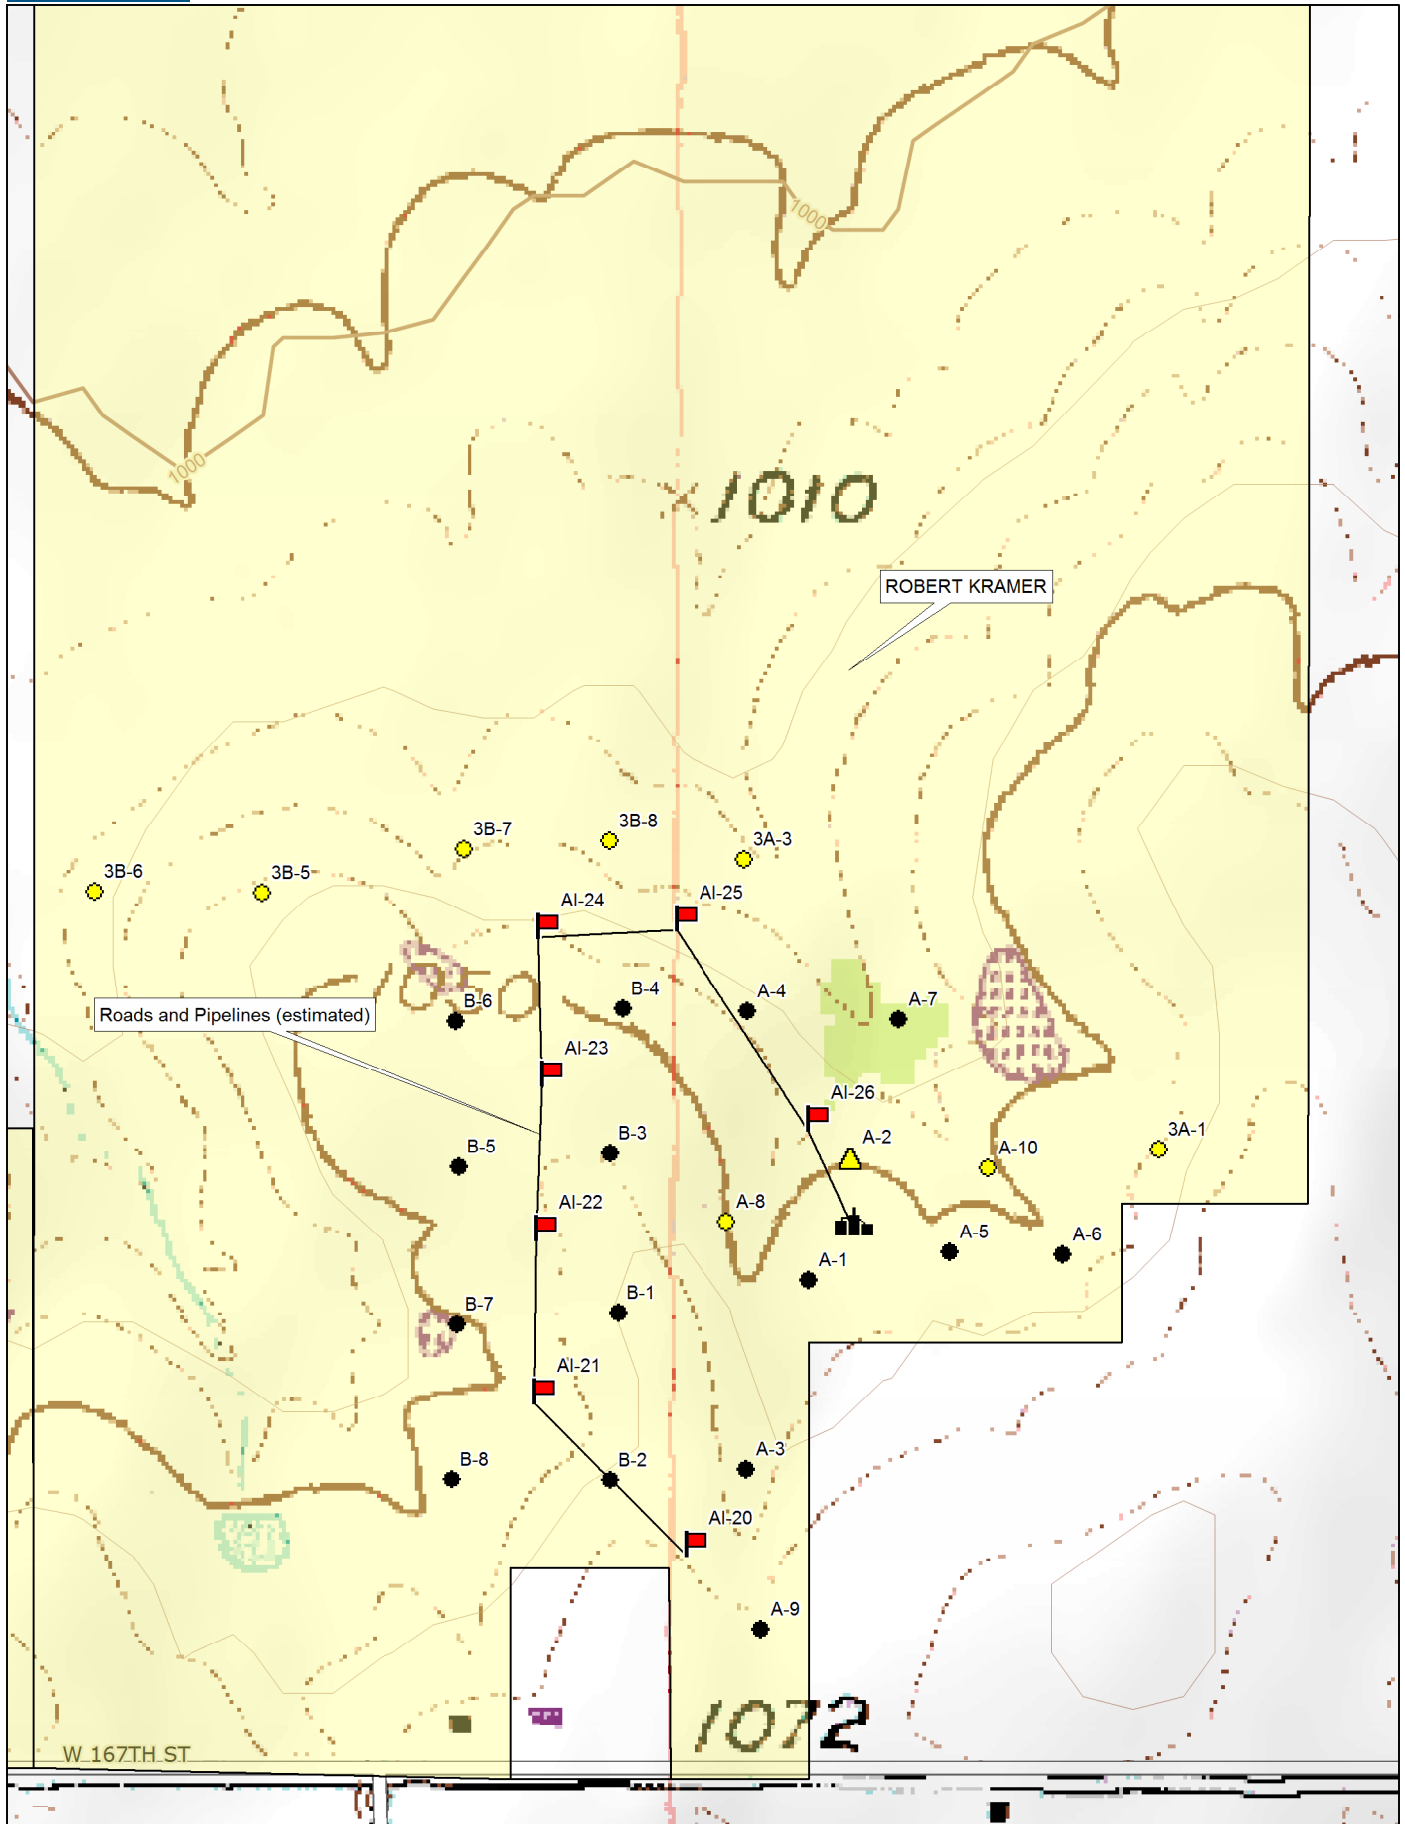 1000
1000
1010
ROBERT KRAMER
3B-7
3B-8
3A-3
3B-6
3B-5
AI-24
AI-25
B-6
B-4
A-4
A-7
Roads and Pipelines (estimated)
AI-23
AI-26
B-5
B-3
A-2
A-10
3A-1
AI-22
A-8
A-5
A-6
A-1
B-7
B-1
AI-21
B-8
B-2
A-3
AI-20
A-9
1072
W 167TH ST